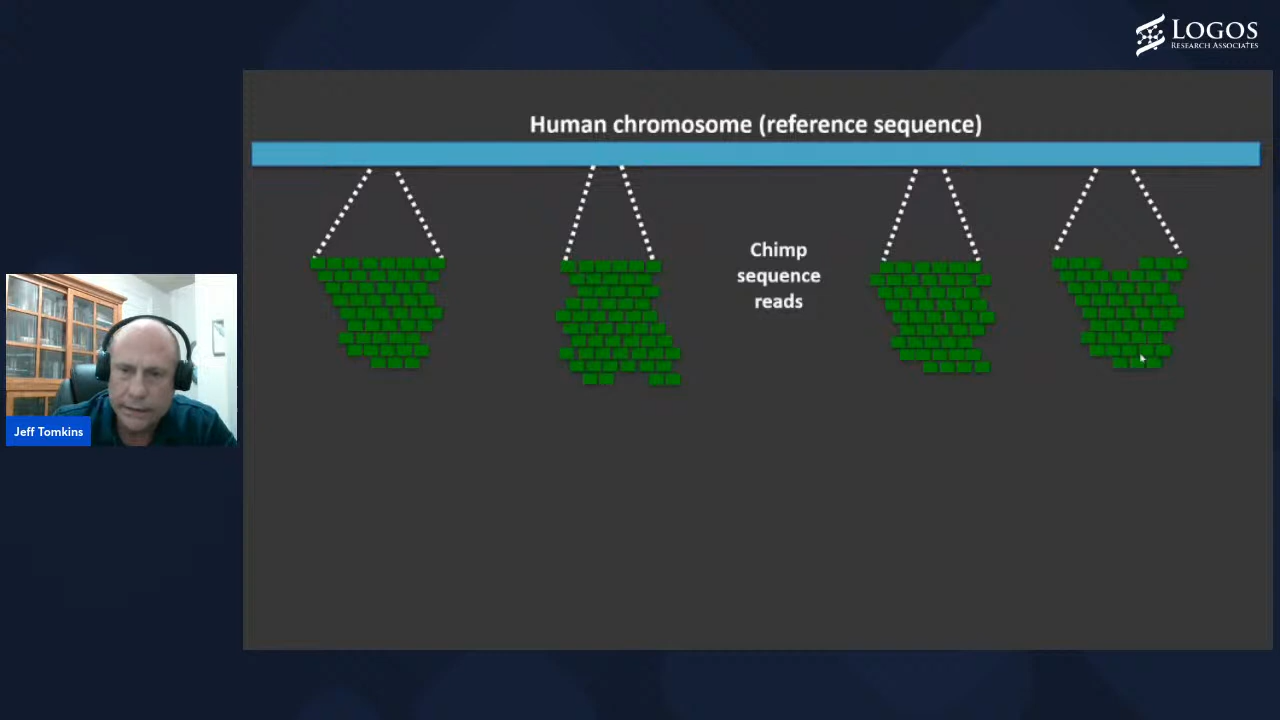 LOGOS
RESEARCH ASSOCIATES
Human chromosome (reference sequence)
Chimp
sequence
reads
Jeff Tomkins